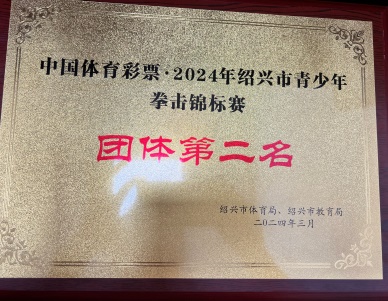 中国体育彩票·2024年绍兴市青少年
拳击锦标赛
团体第二名
绍兴市体育局、绍兴市教育局
二〇二四年三月